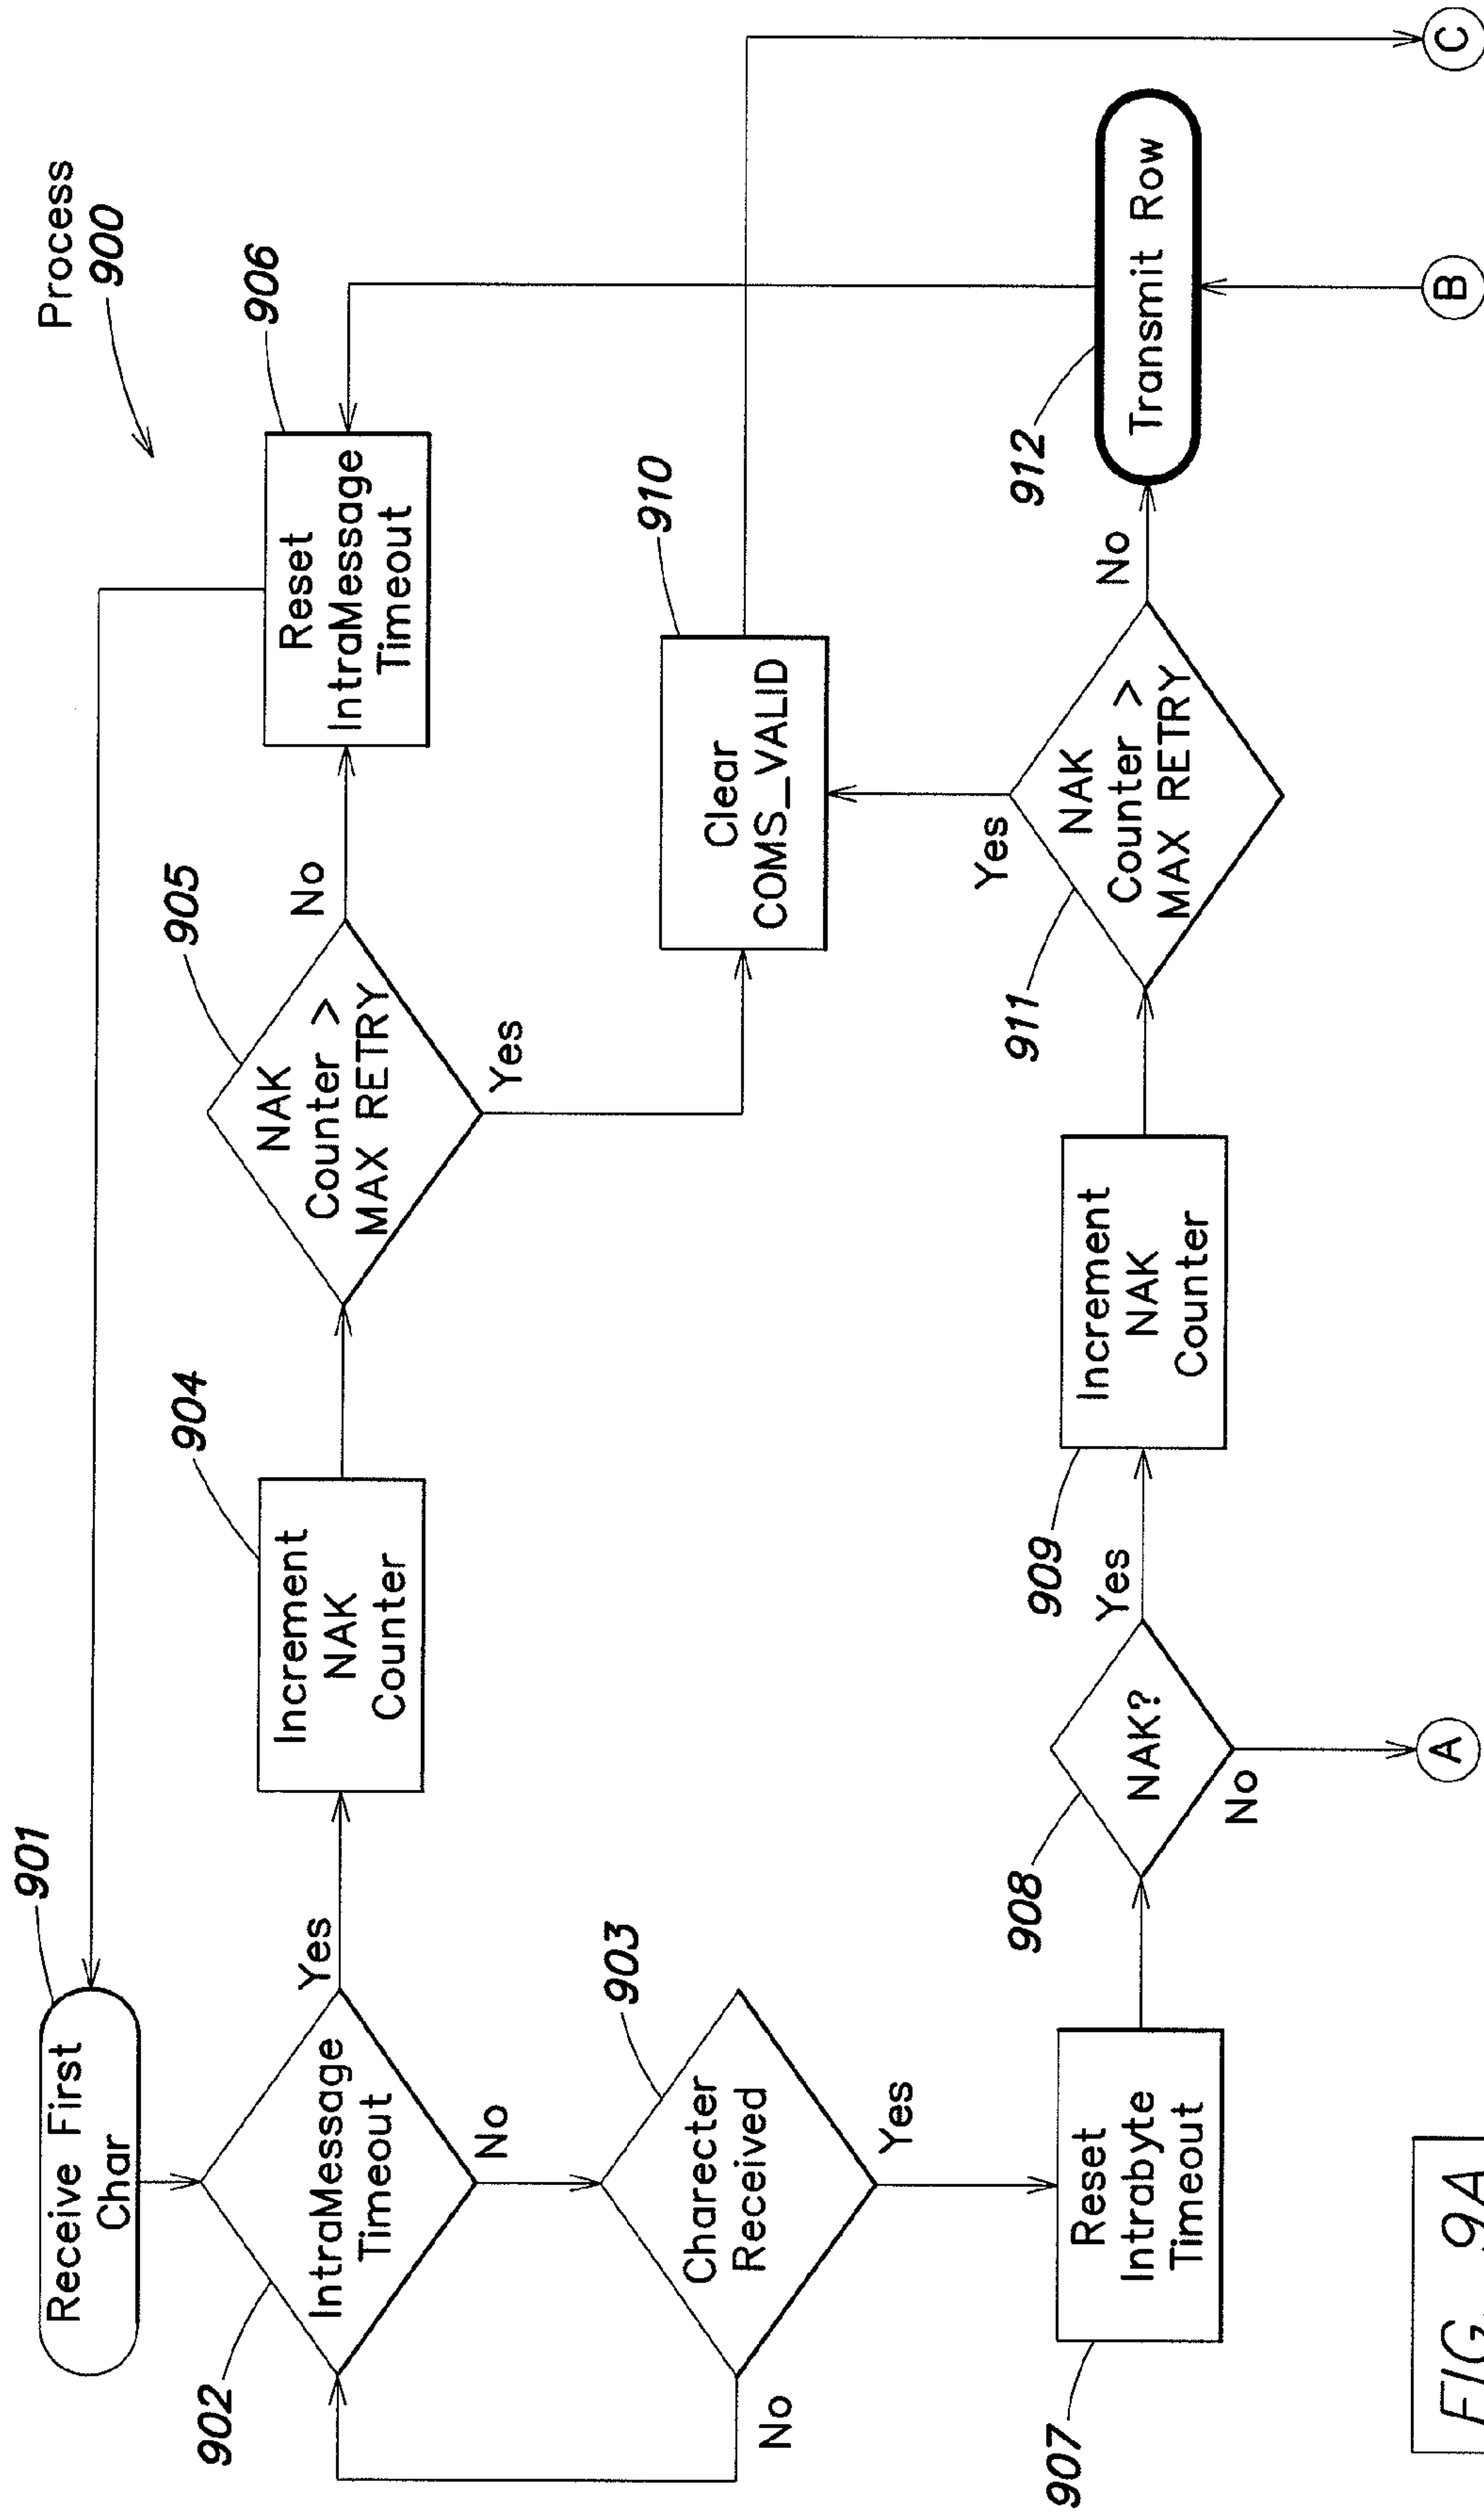 Process
900
901
Receive First
Char
902
IntraMessage
Timeout
Yes
No
903
Charecter
Received
No
Yes
904
Increment
NAK
Counter
905
NAK
Counter >
MAX RETRY
No
Yes
906
Reset
IntraMessage
Timeout
907
Reset
Intrabyte
Timeout
908
NAK?
Yes
No
A
909
Increment
NAK
Counter
910
Clear
COMS_VALID
911
NAK
Counter >
MAX RETRY
Yes
No
912
Transmit Row
B
C
FIG. 9A